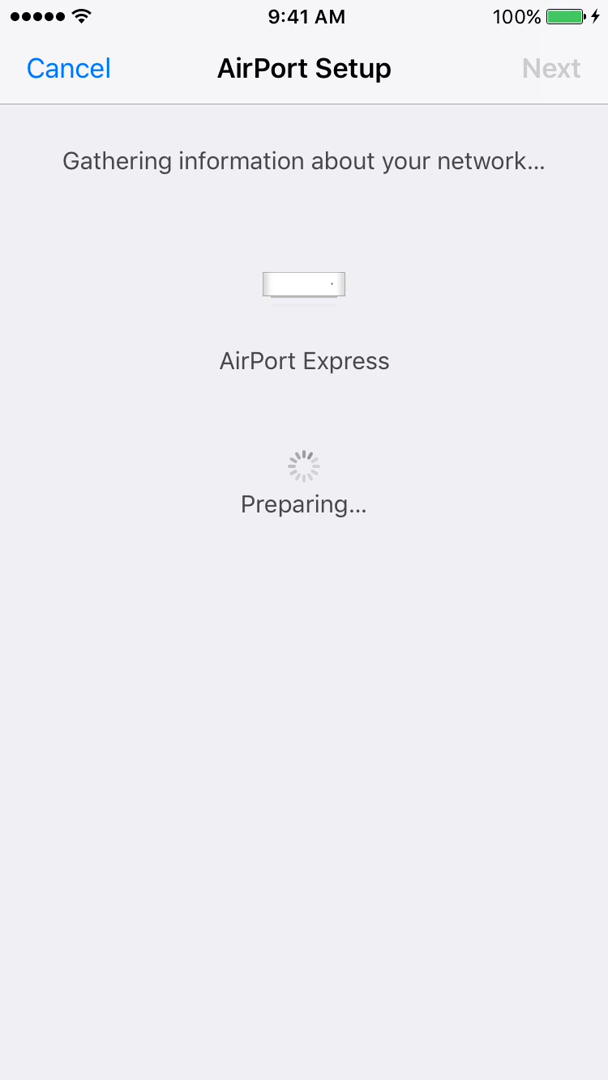 9:41 AM
100%
Cancel
AirPort Setup
Next
Gathering information about your network...
AirPort Express
Preparing...